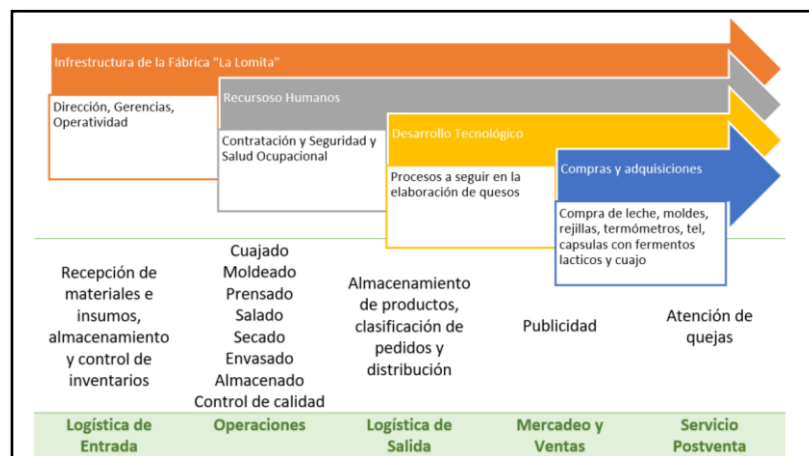 Infrestructura de la Fábrica "La Lomita"
Dirección, Gerencias,
Operatividad
Recursoso Humanos
Contratación y Seguridad y
Salud Ocupacional
Desarrollo Tecnológico
Procesos a seguir en la
elaboración de quesos
Compras y adquisiciones
Compra de leche, moldes,
rejillas, termómetros, tel,
capsulas con fermentos
lacticos y cuajo
Recepción de
materiales e
insumos,
almacenamiento
y control de
inventarios
Cuajado
Moldeado
Prensado
Salado
Secado
Envasado
Almacenado
Control de calidad
Almacenamiento
de productos,
clasificación de
pedidos y
distribución
Publicidad
Atención de
quejas
Logística de
Entrada
Operaciones
Logística de
Salida
Mercadeo y
Ventas
Servicio
Postventa